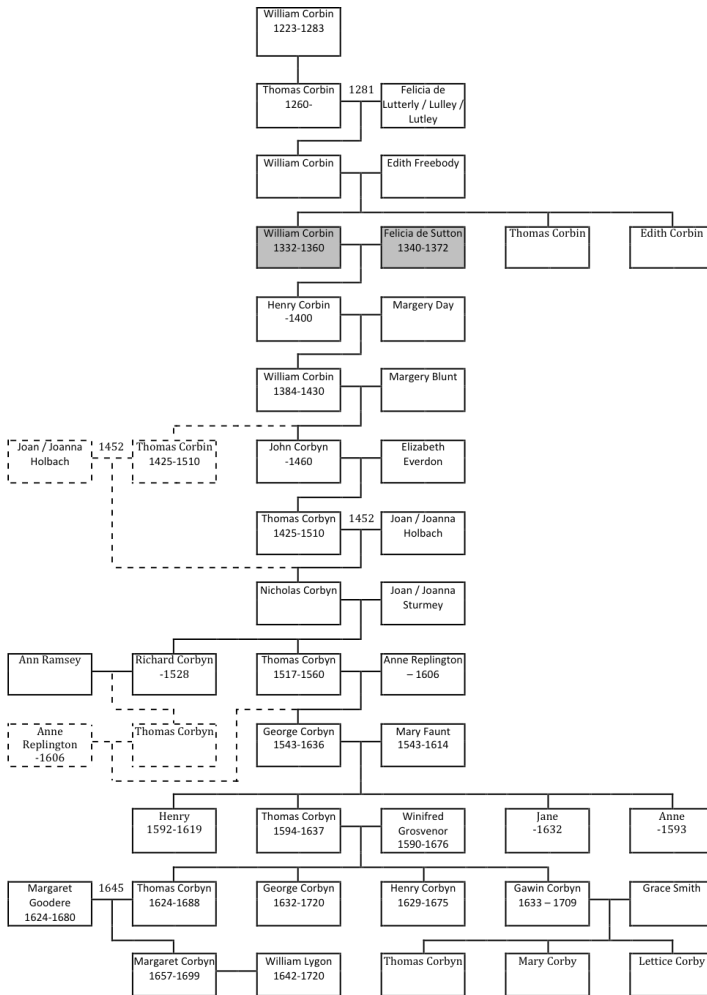 William Corbin
1223-1283
Thomas Corbin
1260-
1281
Felicia de
Lutterly / Lulley /
Lutley
William Corbin
Edith Freebody
William Corbin
1332-1360
Felicia de Sutton
1340-1372
Thomas Corbin
Edith Corbin
Henry Corbin
-1400
Margery Day
William Corbin
1384-1430
Margery Blunt
Joan / Joanna
Holbach
1452
Thomas Corbin
1425-1510
John Corbyn
-1460
Elizabeth
Everdon
Thomas Corbyn
1425-1510
1452
Joan / Joanna
Holbach
Nicholas Corbyn
Joan / Joanna
Sturmey
Ann Ramsey
Richard Corbyn
-1528
Thomas Corbyn
1517-1560
Anne Replington
– 1606
Anne
Replington
-1606
Thomas Corbyn
George Corbyn
1543-1636
Mary Faunt
1543-1614
Henry
1592-1619
Thomas Corbyn
1594-1637
Winifred
Grosvenor
1590-1676
Jane
-1632
Anne
-1593
Margaret
Goodere
1624-1680
1645
Thomas Corbyn
1624-1688
George Corbyn
1632-1720
Henry Corbyn
1629-1675
Gawin Corbyn
1633 – 1709
Grace Smith
Margaret Corbyn
1657-1699
William Lygon
1642-1720
Thomas Corbyn
Mary Corby
Lettice Corby